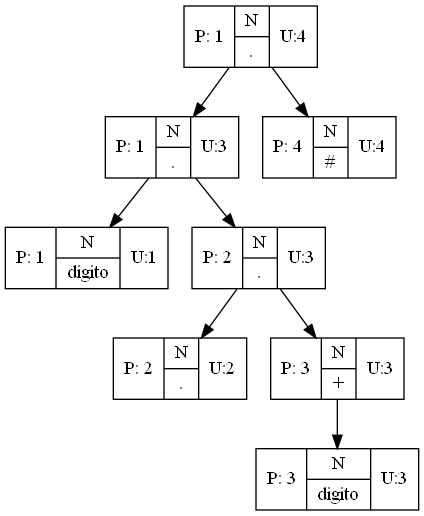 P: 1 N . U:4
P: 1 N . U:3
P: 4 N # U:4
P: 1 N digito U:1
P: 2 N . U:3
P: 2 N . U:2
P: 3 N + U:3
P: 3 N digito U:3